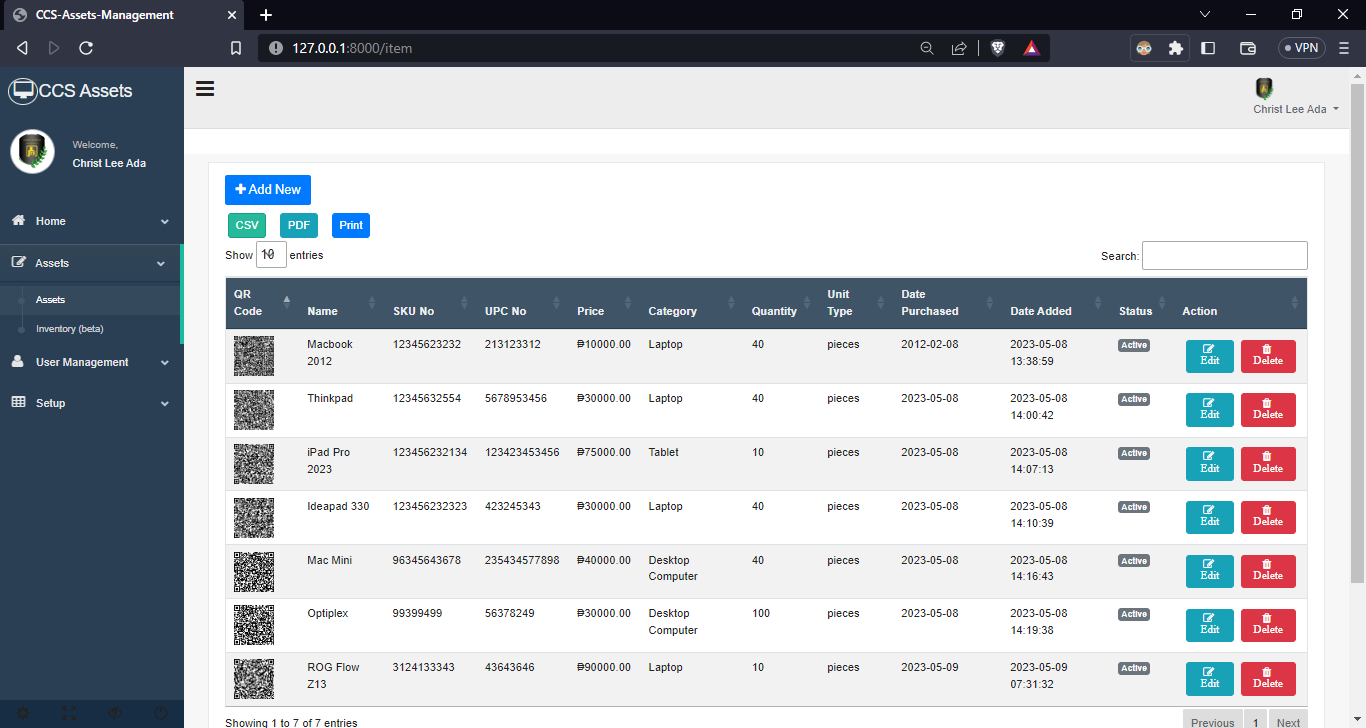 CCS-Assets-Management
127.0.0.1:8000/item
VPN
CCS Assets
Welcome,
Christ Lee Ada
Home
Assets
Assets
Inventory (beta)
User Management
Setup
Christ Lee Ada
Add New
CSV PDF Print
Show 10 entries
Search:
QR Code Name SKU No UPC No Price Category Quantity Unit Type Date Purchased Date Added Status Action
Macbook 2012 12345623232 213123312 ₱10000.00 Laptop 40 pieces 2012-02-08 2023-05-08 13:38:59 Active Edit Delete
Thinkpad 12345632554 5678953456 ₱30000.00 Laptop 40 pieces 2023-05-08 2023-05-08 14:00:42 Active Edit Delete
iPad Pro 2023 123456232134 123423453456 ₱75000.00 Tablet 10 pieces 2023-05-08 2023-05-08 14:07:13 Active Edit Delete
Ideapad 330 123456232323 423245343 ₱30000.00 Laptop 40 pieces 2023-05-08 2023-05-08 14:10:39 Active Edit Delete
Mac Mini 96345643678 235434577898 ₱40000.00 Desktop Computer 40 pieces 2023-05-08 2023-05-08 14:16:43 Active Edit Delete
Optiplex 99399499 56378249 ₱30000.00 Desktop Computer 100 pieces 2023-05-08 2023-05-08 14:19:38 Active Edit Delete
ROG Flow Z13 3124133343 43643646 ₱90000.00 Laptop 10 pieces 2023-05-09 2023-05-09 07:31:32 Active Edit Delete
Showing 1 to 7 of 7 entries
Previous 1 Next